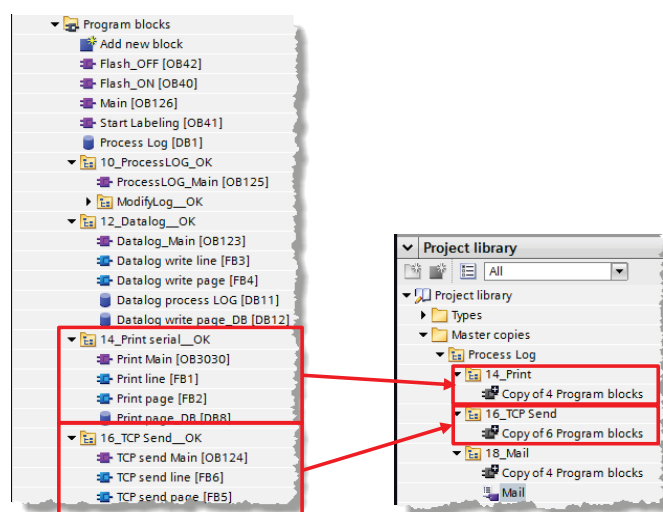 Program blocks
Add new block
Flash_OFF [OB42]
Flash_ON [OB40]
Main [OB126]
Start Labeling [OB41]
Process Log [DB1]
10_ProcessLOG_OK
ProcessLOG_Main [OB125]
ModifyLog__OK
12_Datalog__OK
Datalog_Main [OB123]
Datalog write line [FB3]
Datalog write page [FB4]
Datalog process LOG [DB11]
Datalog write page_DB [DB12]
14_Print serial__OK
Print Main [OB3030]
Print line [FB1]
Print page [FB2]
Print page_DB [DB8]
16_TCP Send__OK
TCP send Main [OB124]
TCP send line [FB6]
TCP send page [FB5]
Project library
All
Project library
Types
Master copies
Process Log
14_Print
Copy of 4 Program blocks
16_TCP Send
Copy of 6 Program blocks
18_Mail
Copy of 4 Program blocks
Mail